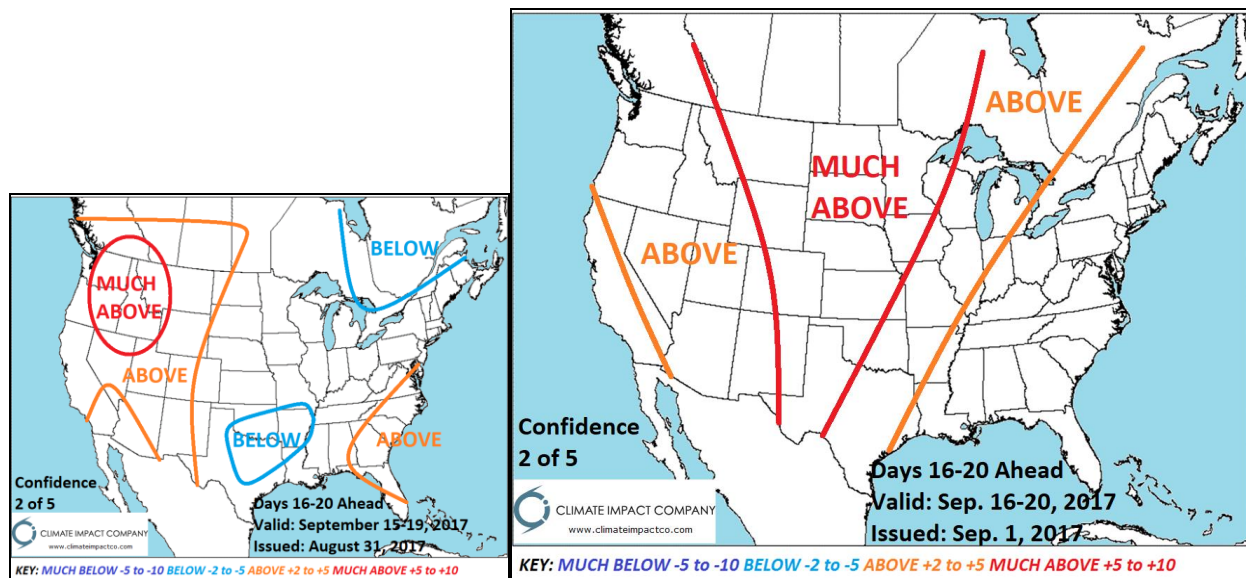 BELOW
MUCH
ABOVE
ABOVE
BELOW
ABOVE
Confidence
2 of 5
Days 16-20 Ahead
Valid: September 15-19, 2017
Issued: August 31, 2017
CLIMATE IMPACT COMPANY
www.climateimpactco.com
KEY: MUCH BELOW -5 to -10 BELOW -2 to -5 ABOVE +2 to +5 MUCH ABOVE +5 to +10
ABOVE
MUCH
ABOVE
ABOVE
Confidence
2 of 5
Days 16-20 Ahead
Valid: Sep. 16-20, 2017
Issued: Sep. 1, 2017
CLIMATE IMPACT COMPANY
www.climateimpactco.com
KEY: MUCH BELOW -5 to -10 BELOW -2 to -5 ABOVE +2 to +5 MUCH ABOVE +5 to +10